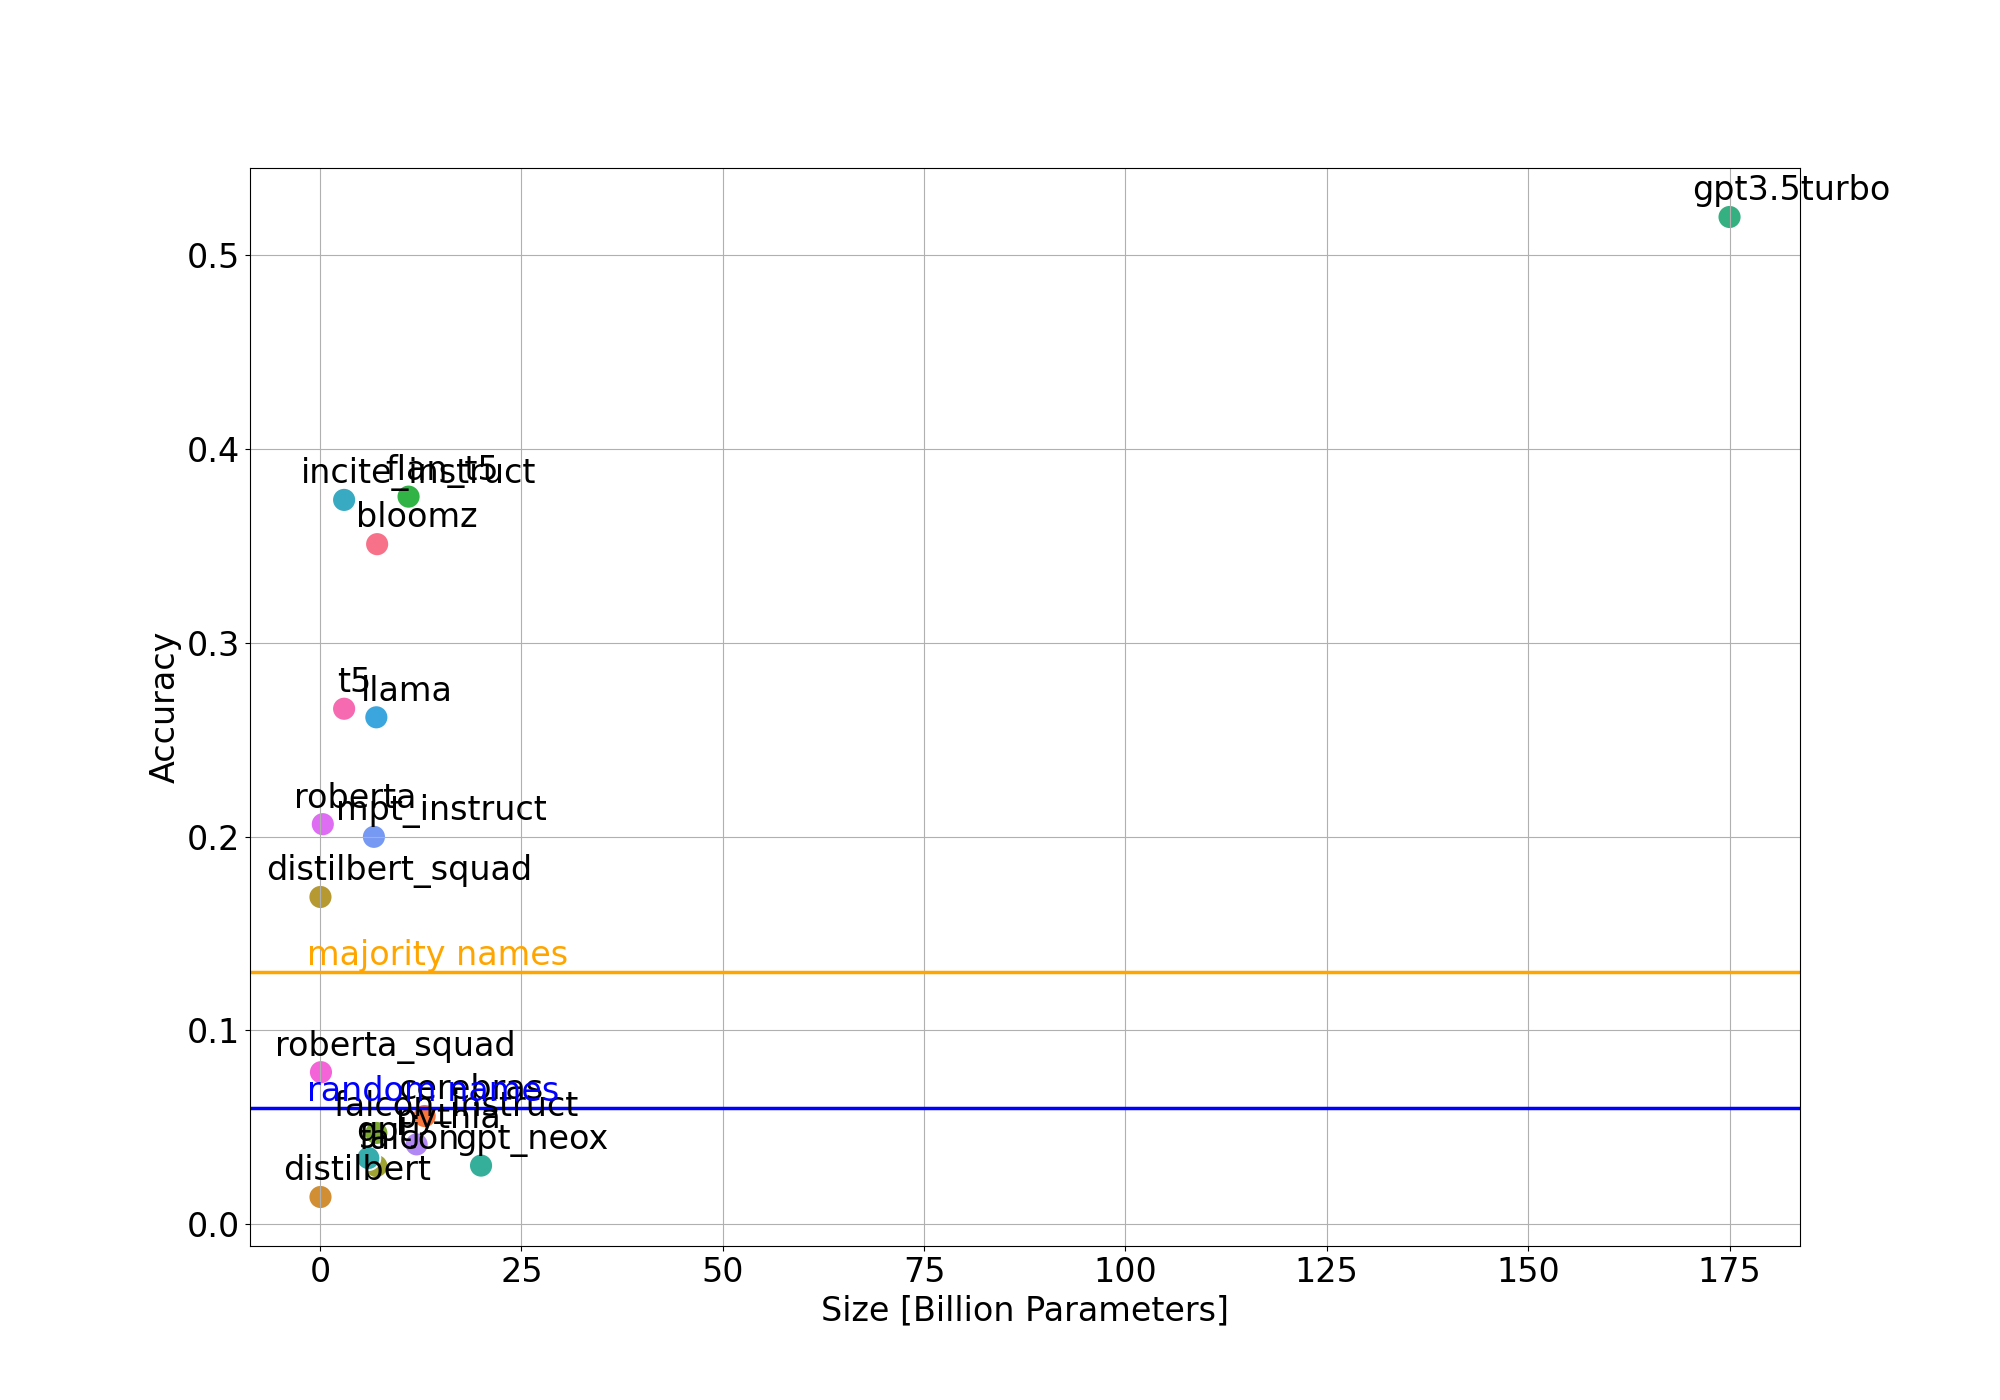 gpt3.5turbo
0.5
0.4
incite_instruct
flan_t5
bloomz
0.3
t5
llama
Accuracy
roberta
mpt_instruct
0.2
distilbert_squad
majority names
0.1
roberta_squad
cerebras
random names
falcon_instruct
pythia
falcon
gpt_neox
distilbert
0.0
0 25 50 75 100 125 150 175
Size [Billion Parameters]